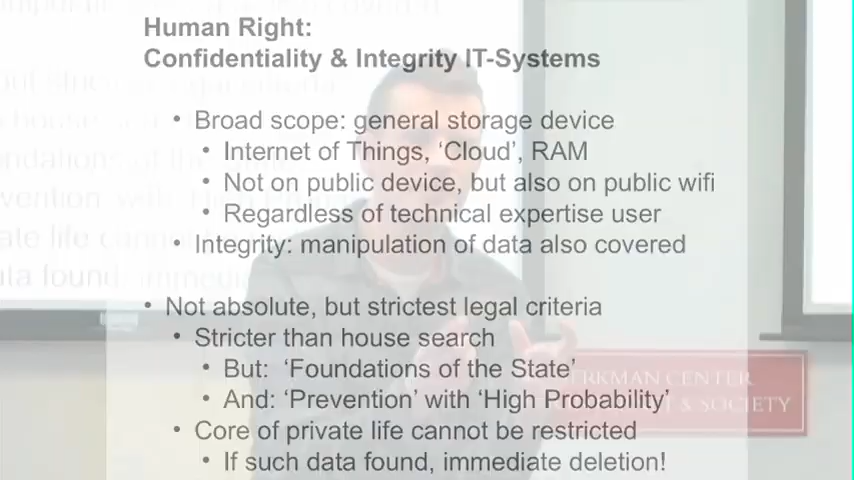 Human Right:
Confidentiality & Integrity IT-Systems
• Broad scope: general storage device
• Internet of Things, ‘Cloud’, RAM
Not on public device, but also on public wifi
• Regardless of technical expertise user
• Integrity: manipulation of data also covered
• Not absolute, but strictest legal criteria
• Stricter than house search
• But: ‘Foundations of the State’
• And: ‘Prevention’ with ‘High Probability’
• Core of private life cannot be restricted
• If such data found, immediate deletion!
BERKMAN CENTER
& SOCIETY